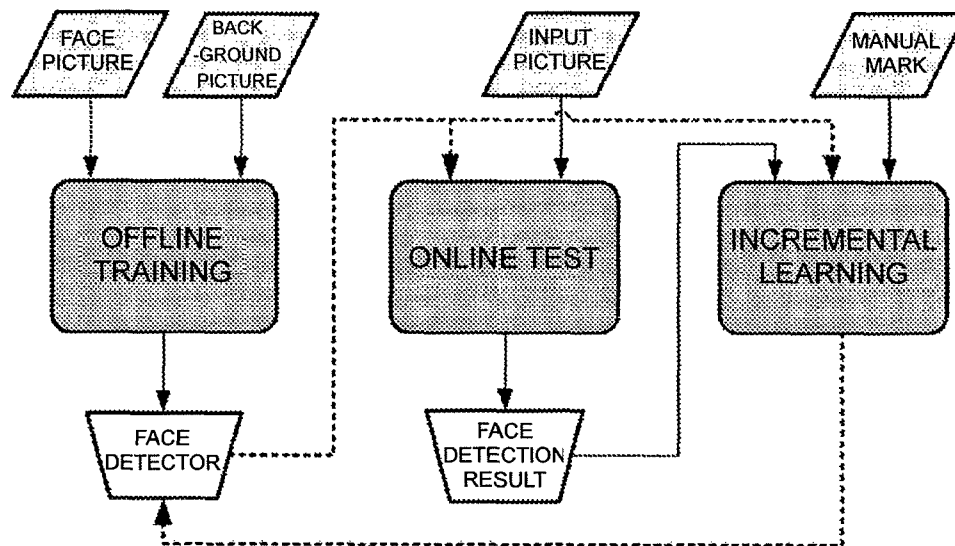 FACE
PICTURE
BACK
-GROUND
PICTURE
INPUT
PICTURE
MANUAL
MARK
OFFLINE
TRAINING
ONLINE TEST
INCREMENTAL
LEARNING
FACE
DETECTOR
FACE
DETECTION
RESULT